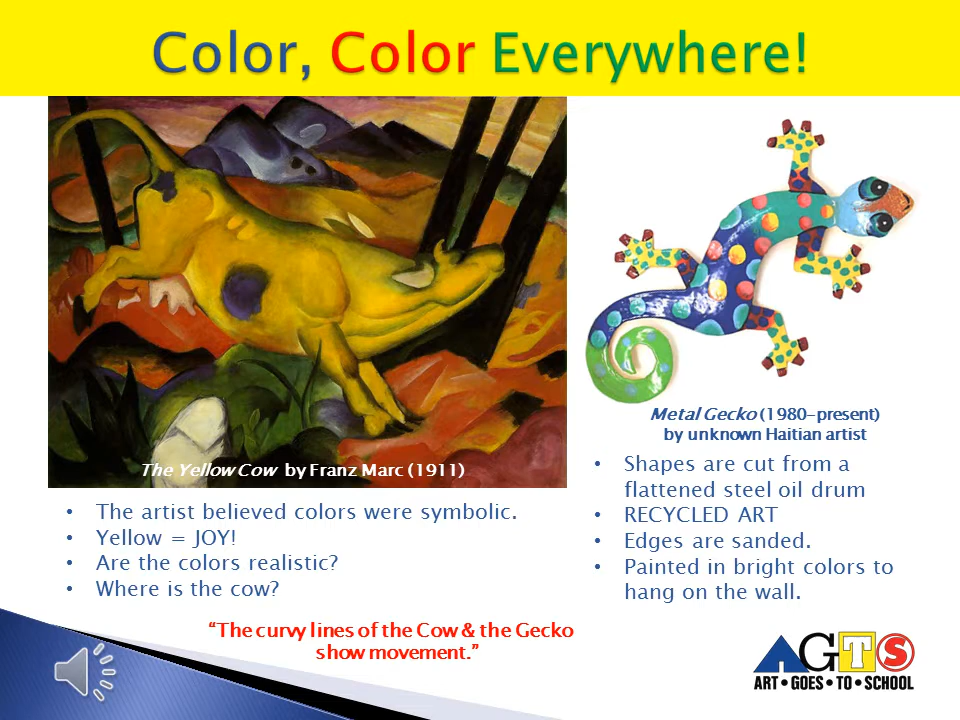 Color, Color Everywhere!
The Yellow Cow by Franz Marc (1911)
• The artist believed colors were symbolic.
• Yellow = JOY!
• Are the colors realistic?
• Where is the cow?
Metal Gecko (1980-present)
by unknown Haitian artist
• Shapes are cut from a
flattened steel oil drum
• RECYCLED ART
• Edges are sanded.
• Painted in bright colors to
hang on the wall.
“The curvy lines of the Cow & the Gecko
show movement.”
AGTS
ART•GOES•TO•SCHOOL